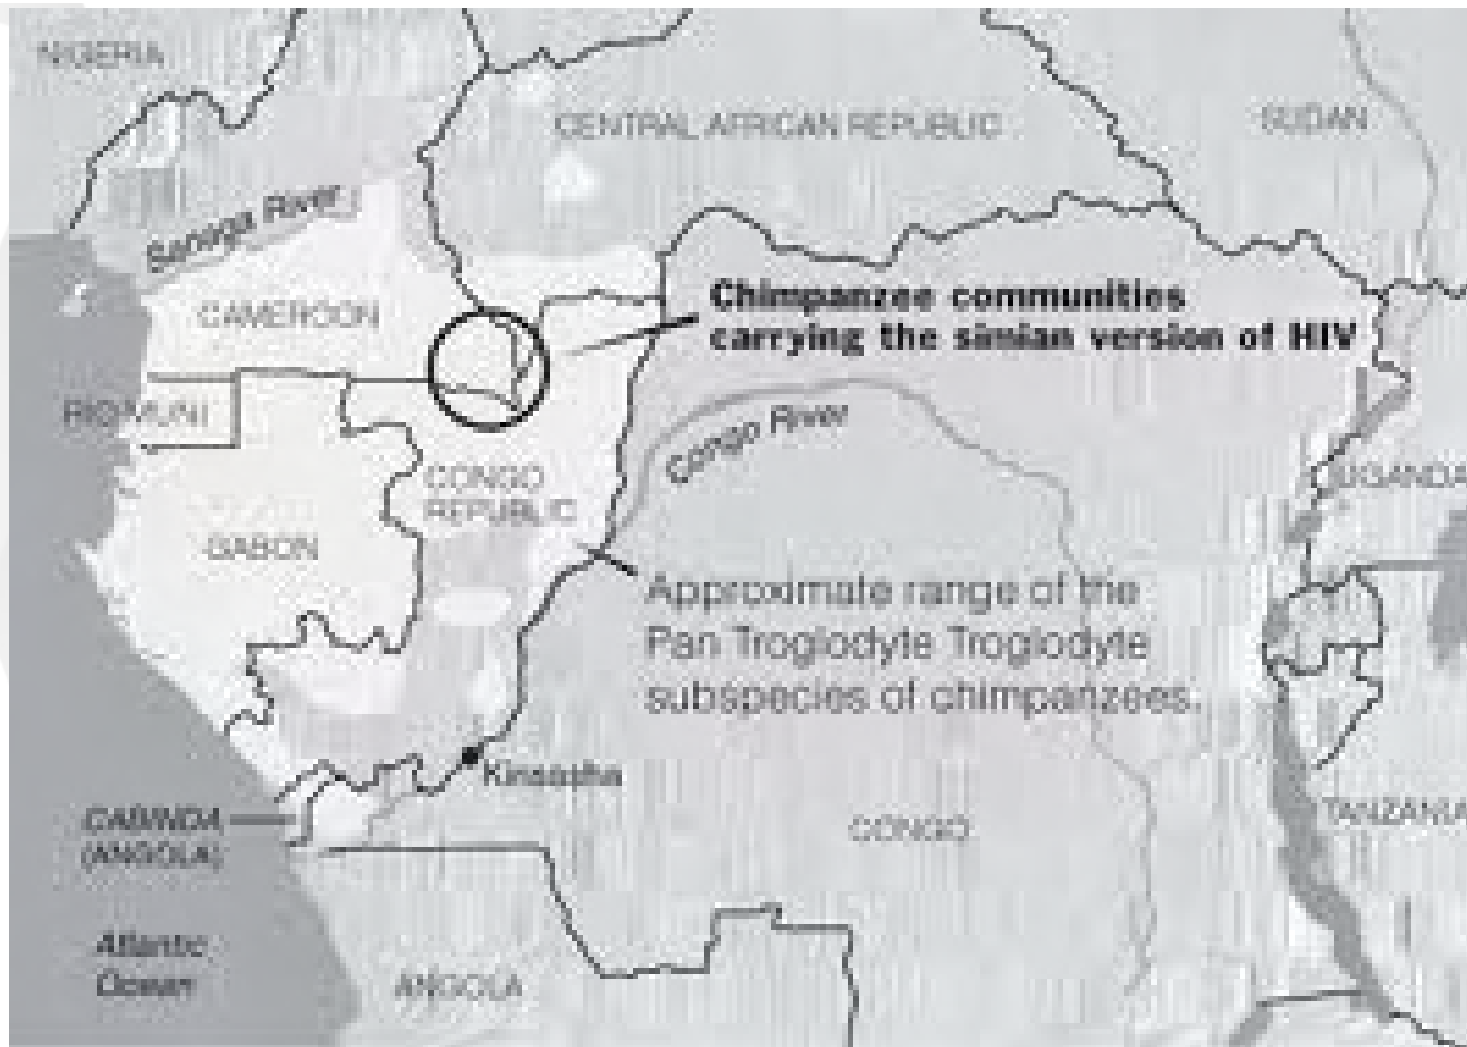 NIGERIA
CENTRAL AFRICAN REPUBLIC
SUDAN
Sanaga River
Chimpanzee communities
carrying the simian version of HIV
CAMEROON
RIO MUNI
Congo River
CONGO
REPUBLIC
UGANDA
GABON
Approximate range of the
Pan Troglodyte Troglodyte
subspecies of chimpanzees.
Kinsasha
CABINDA
(ANGOLA)
CONGO
TANZANIA
Atlantic
Ocean
ANGOLA